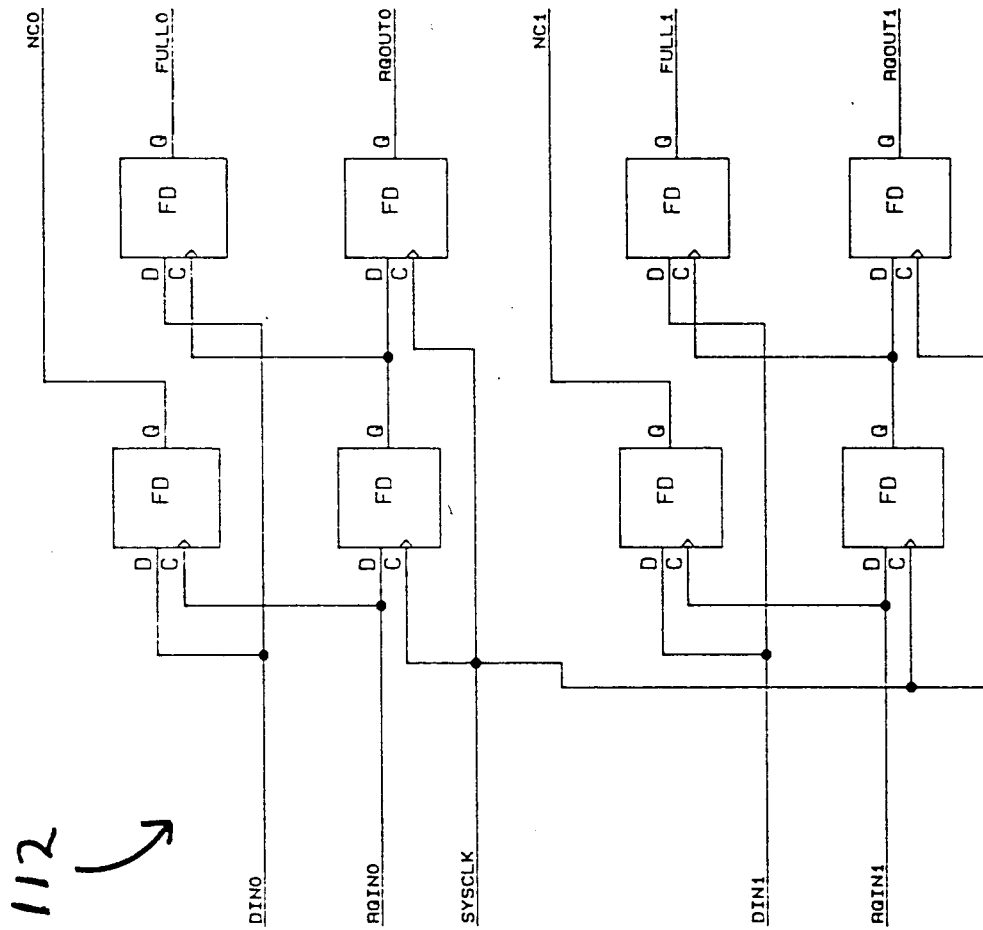 112
NC0
FULL0
Q
FD
D
C
RQOUT0
Q
FD
D
C
Q
FD
D
C
Q
FD
D
C
DIN0
RQIN0
SYSCLK
NC1
FULL1
Q
FD
D
C
RQOUT1
Q
FD
D
C
Q
FD
D
C
Q
FD
D
C
DIN1
RQIN1